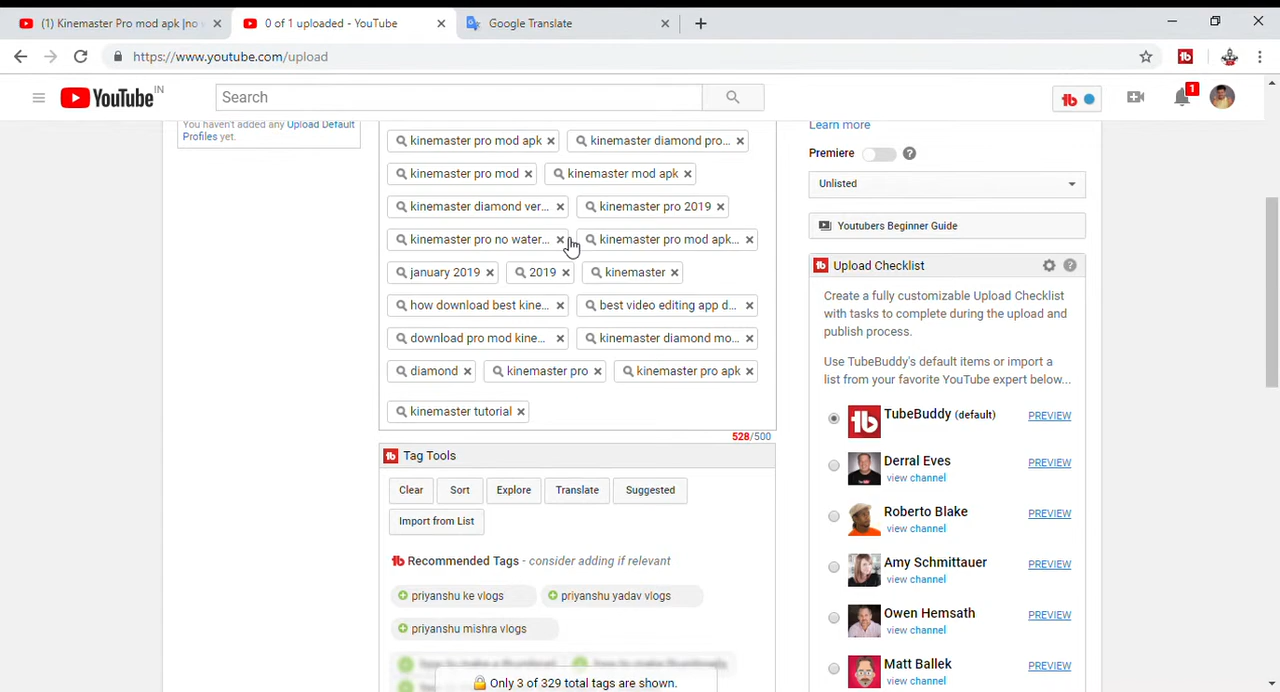 (1) Kinemaster Pro mod apk |no w
0 of 1 uploaded - YouTube
Google Translate
https://www.youtube.com/upload
YouTube IN
Search
tb
1
You haven't added any Upload Default
Profiles yet.
kinemaster pro mod apk
kinemaster diamond pro...
kinemaster pro mod
kinemaster mod apk
kinemaster diamond ver...
kinemaster pro 2019
kinemaster pro no water...
kinemaster pro mod apk...
january 2019
2019
kinemaster
how download best kine...
best video editing app d...
download pro mod kine...
kinemaster diamond mo...
diamond
kinemaster pro
kinemaster pro apk
kinemaster tutorial
528/500
tb Tag Tools
Clear
Sort
Explore
Translate
Suggested
Import from List
tb Recommended Tags - consider adding if relevant
priyanshu ke vlogs
priyanshu yadav vlogs
priyanshu mishra vlogs
Only 3 of 329 total tags are shown.
Learn more
Premiere
Unlisted
Youtubers Beginner Guide
tb Upload Checklist
Create a fully customizable Upload Checklist
with tasks to complete during the upload and
publish process.
Use TubeBuddy's default items or import a
list from your favorite YouTube expert below...
tb TubeBuddy (default) PREVIEW
Derral Eves PREVIEW
view channel
Roberto Blake PREVIEW
view channel
Amy Schmittauer PREVIEW
view channel
Owen Hemsath PREVIEW
view channel
Matt Ballek PREVIEW
view channel